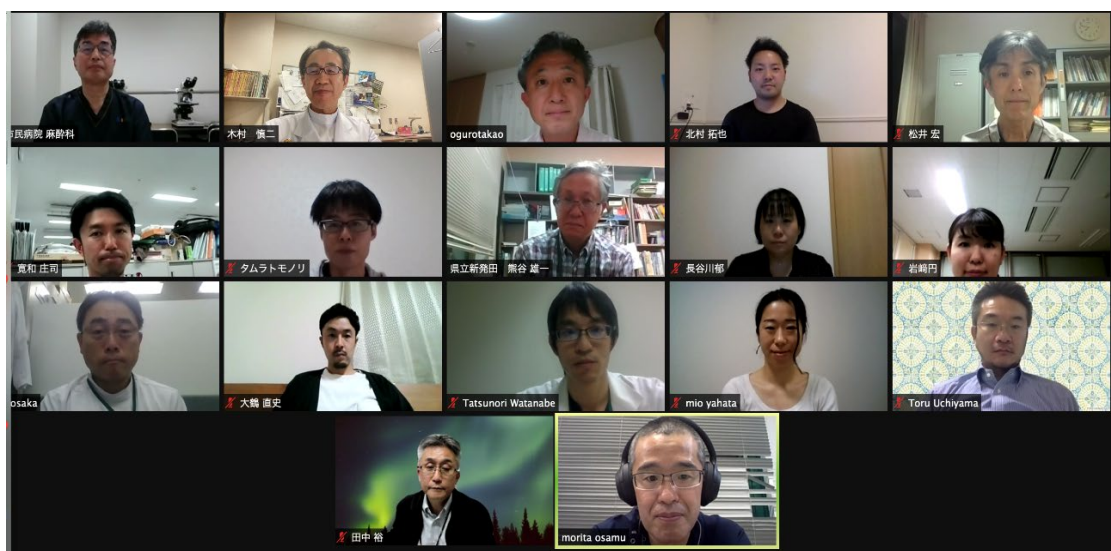 民病院 麻酔科
木村 慎二
ogurotakao
北村 拓也
松井 宏
寛和 庄司
タムラトモノリ
県立新発田 熊谷 雄一
長谷川郁
岩嶋円
osaka
大鶴 直史
Tatsunori Watanabe
mio yahata
Toru Uchiyama
田中 裕
morita osamu